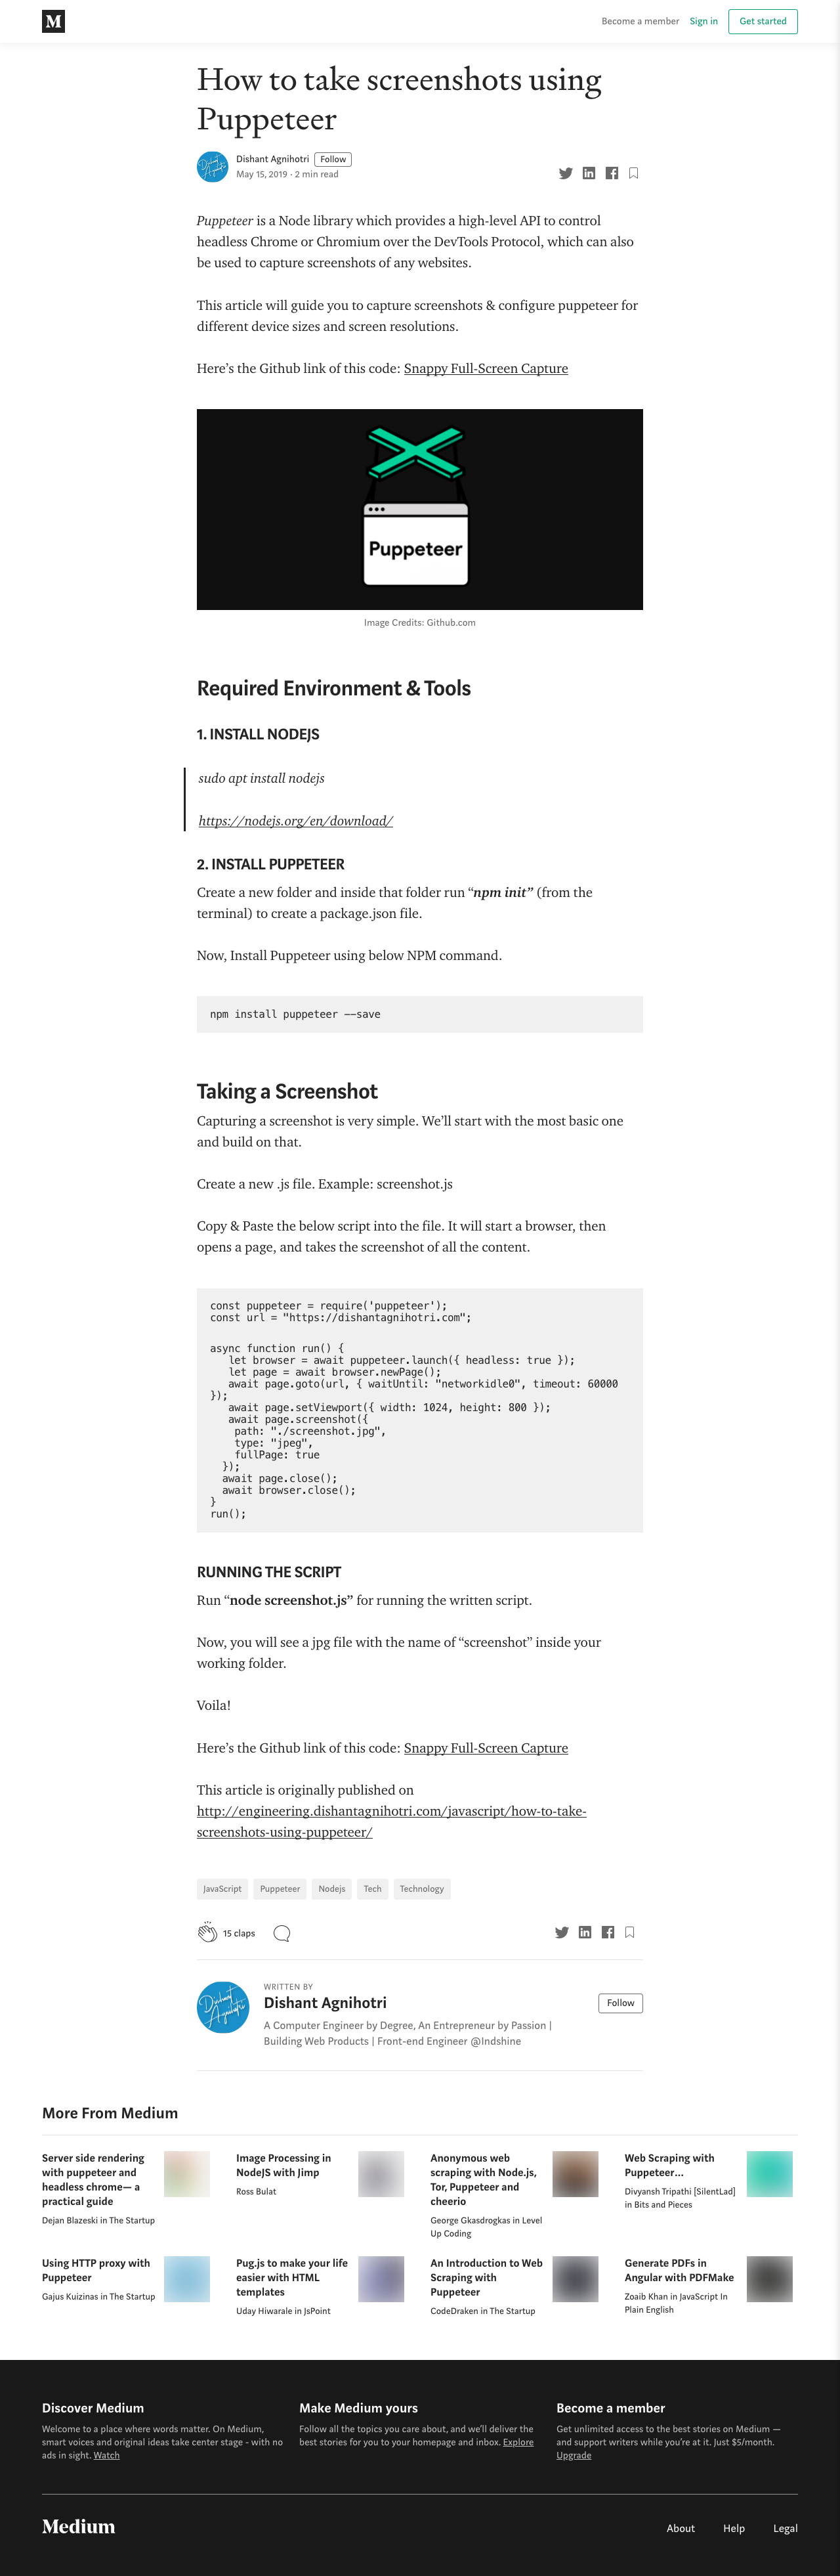 M
Become a member Sign in Get started
How to take screenshots using
Puppeteer
Dishant Agnihotri Follow
May 15, 2019 · 2 min read
Puppeteer is a Node library which provides a high-level API to control
headless Chrome or Chromium over the DevTools Protocol, which can also
be used to capture screenshots of any websites.
This article will guide you to capture screenshots & configure puppeteer for
different device sizes and screen resolutions.
Here’s the Github link of this code: Snappy Full-Screen Capture
Puppeteer
Image Credits: Github.com
Required Environment & Tools
1. INSTALL NODEJS
sudo apt install nodejs
https://nodejs.org/en/download/
2. INSTALL PUPPETEER
Create a new folder and inside that folder run “npm init” (from the
terminal) to create a package.json file.
Now, Install Puppeteer using below NPM command.
npm install puppeteer --save
Taking a Screenshot
Capturing a screenshot is very simple. We’ll start with the most basic one
and build on that.
Create a new .js file. Example: screenshot.js
Copy & Paste the below script into the file. It will start a browser, then
opens a page, and takes the screenshot of all the content.
const puppeteer = require('puppeteer');
const url = "https://dishantagnihotri.com";
async function run() {
let browser = await puppeteer.launch({ headless: true });
let page = await browser.newPage();
await page.goto(url, { waitUntil: "networkidle0", timeout: 60000
});
await page.setViewport({ width: 1024, height: 800 });
await page.screenshot({
path: "./screenshot.jpg",
type: "jpeg",
fullPage: true
});
await page.close();
await browser.close();
}
run();
RUNNING THE SCRIPT
Run “node screenshot.js” for running the written script.
Now, you will see a jpg file with the name of “screenshot” inside your
working folder.
Voila!
Here’s the Github link of this code: Snappy Full-Screen Capture
This article is originally published on
http://engineering.dishantagnihotri.com/javascript/how-to-take-
screenshots-using-puppeteer/
JavaScript Puppeteer Nodejs Tech Technology
15 claps
Dishant
Agnihotri
WRITTEN BY
Dishant Agnihotri
Follow
A Computer Engineer by Degree, An Entrepreneur by Passion |
Building Web Products | Front-end Engineer @Indshine
More From Medium
Server side rendering
with puppeteer and
headless chrome— a
practical guide
Dejan Blazeski in The Startup
Image Processing in
NodeJS with Jimp
Ross Bulat
Anonymous web
scraping with Node.js,
Tor, Puppeteer and
cheerio
George Gkasdrogkas in Level
Up Coding
Web Scraping with
Puppeteer…
Divyansh Tripathi [SilentLad]
in Bits and Pieces
Using HTTP proxy with
Puppeteer
Gajus Kuizinas in The Startup
Pug.js to make your life
easier with HTML
templates
Uday Hiwarale in JsPoint
An Introduction to Web
Scraping with
Puppeteer
CodeDraken in The Startup
Generate PDFs in
Angular with PDFMake
Zoaib Khan in JavaScript In
Plain English
Discover Medium
Welcome to a place where words matter. On Medium,
smart voices and original ideas take center stage - with no
ads in sight. Watch
Make Medium yours
Follow all the topics you care about, and we’ll deliver the
best stories for you to your homepage and inbox. Explore
Become a member
Get unlimited access to the best stories on Medium —
and support writers while you’re at it. Just $5/month.
Upgrade
Medium
About Help Legal